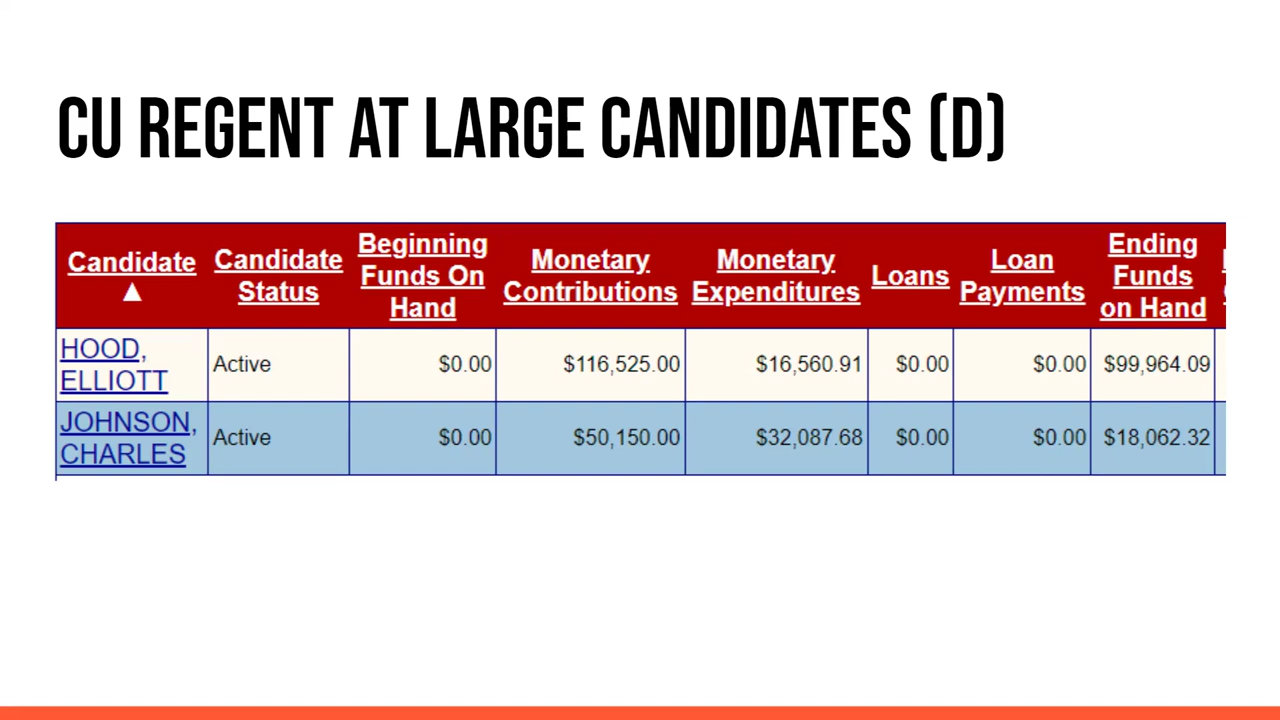 CU REGENT AT LARGE CANDIDATES (D)
Candidate ▲ Candidate Status Beginning Funds On Hand Monetary Contributions Monetary Expenditures Loans Loan Payments Ending Funds on Hand
HOOD, ELLIOTT Active $0.00 $116,525.00 $16,560.91 $0.00 $0.00 $99,964.09
JOHNSON, CHARLES Active $0.00 $50,150.00 $32,087.68 $0.00 $0.00 $18,062.32